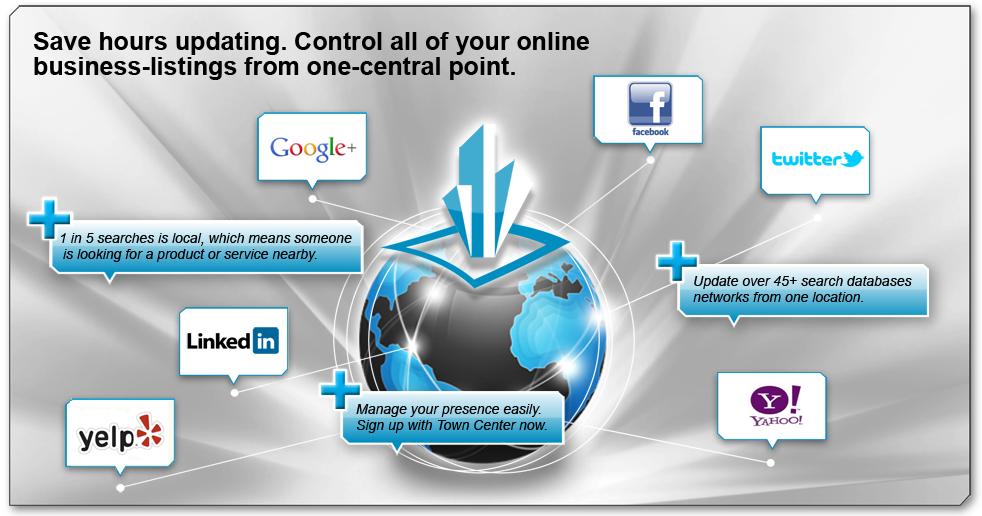 Save hours updating. Control all of your online
business-listings from one-central point.
facebook
Google+
twitter
1 in 5 searches is local, which means someone
is looking for a product or service nearby.
Update over 45+ search databases
networks from one location.
Linked in
Manage your presence easily.
Sign up with Town Center now.
Y!
YAHOO!
yelp